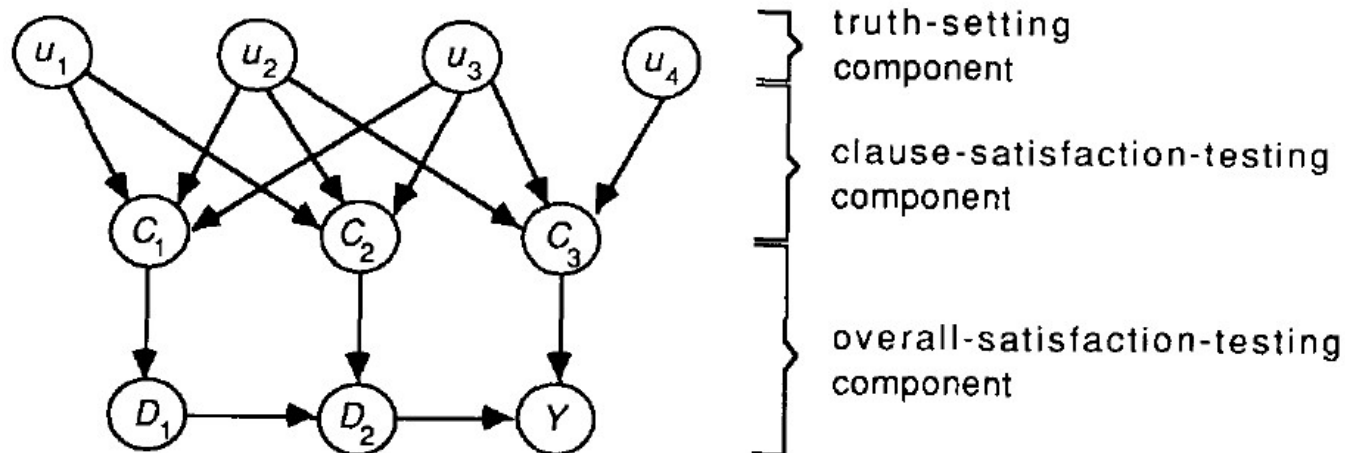 u1 u2 u3 u4
truth-setting
component
clause-satisfaction-testing
component
C1 C2 C3
overall-satisfaction-testing
component
D1 D2 Y